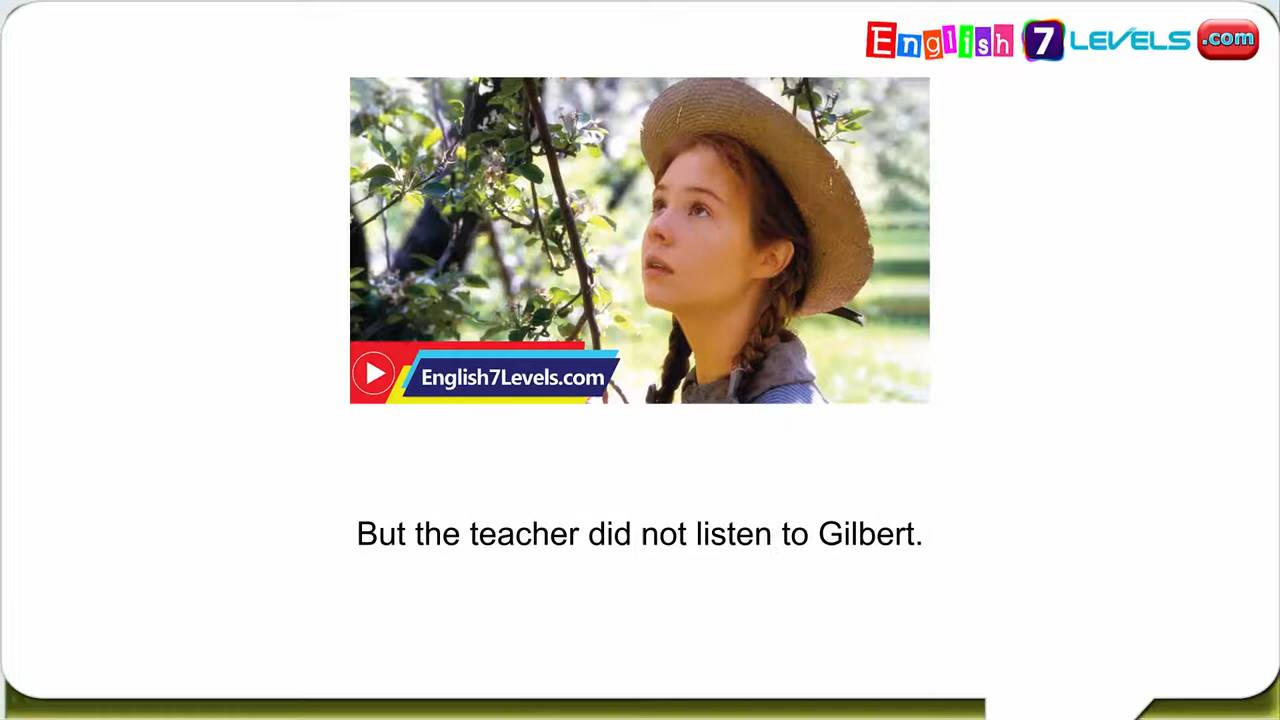 English 7 LEVELS .com
English7Levels.com
But the teacher did not listen to Gilbert.